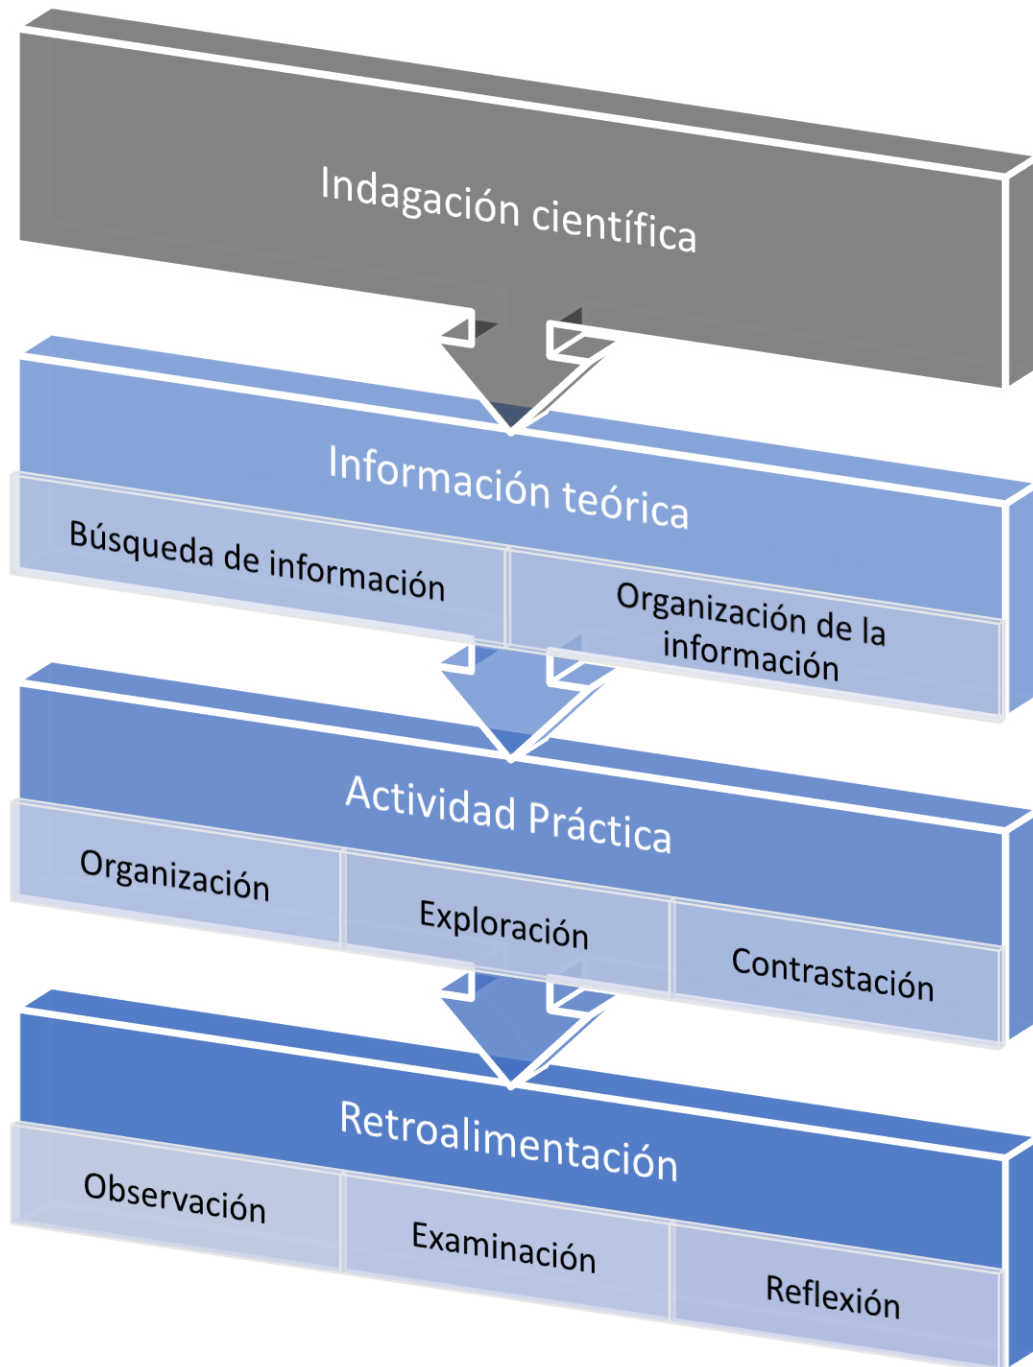 Indagación científica
Información teórica
Búsqueda de información
Organización de la
información
Actividad Práctica
Organización
Exploración
Contrastación
Retroalimentación
Observación
Examinación
Reflexión